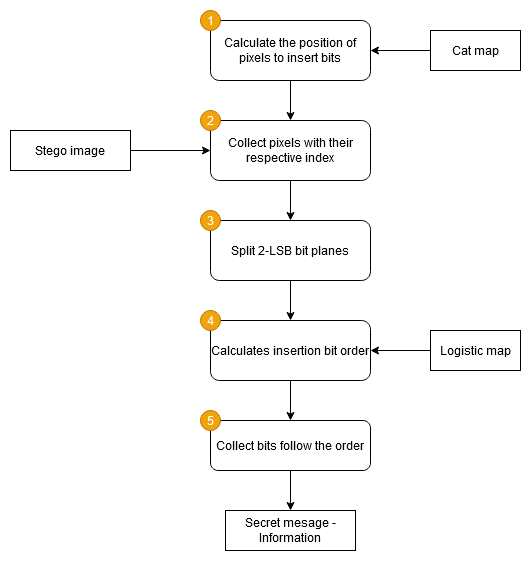 1
Calculate the position of
pixels to insert bits
Cat map
2
Collect pixels with their
respective index
Stego image
3
Split 2-LSB bit planes
4
Calculates insertion bit order
Logistic map
5
Collect bits follow the order
Secret mesage -
Information